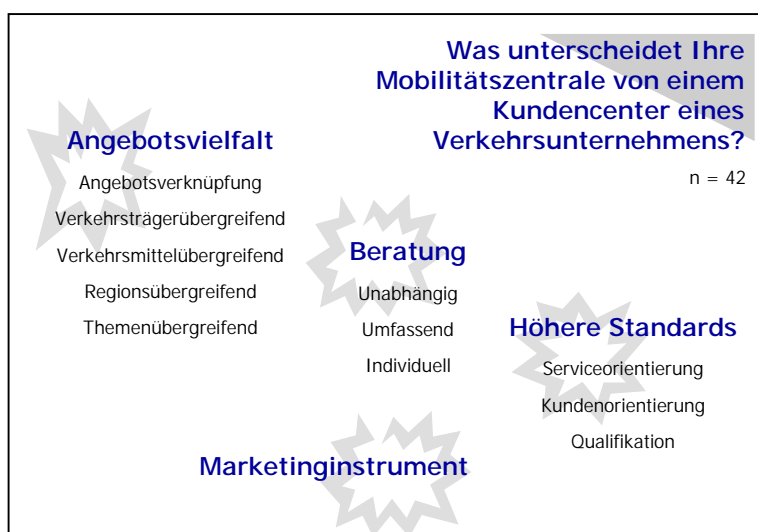 Was unterscheidet Ihre
Mobilitätszentrale von einem
Kundencenter eines
Verkehrsunternehmens?
n = 42
Angebotsvielfalt
Angebotsverknüpfung
Verkehrsträgerübergreifend
Verkehrsmittelübergreifend
Regionsübergreifend
Themenübergreifend
Beratung
Unabhängig
Umfassend
Individuell
Höhere Standards
Serviceorientierung
Kundenorientierung
Qualifikation
Marketinginstrument